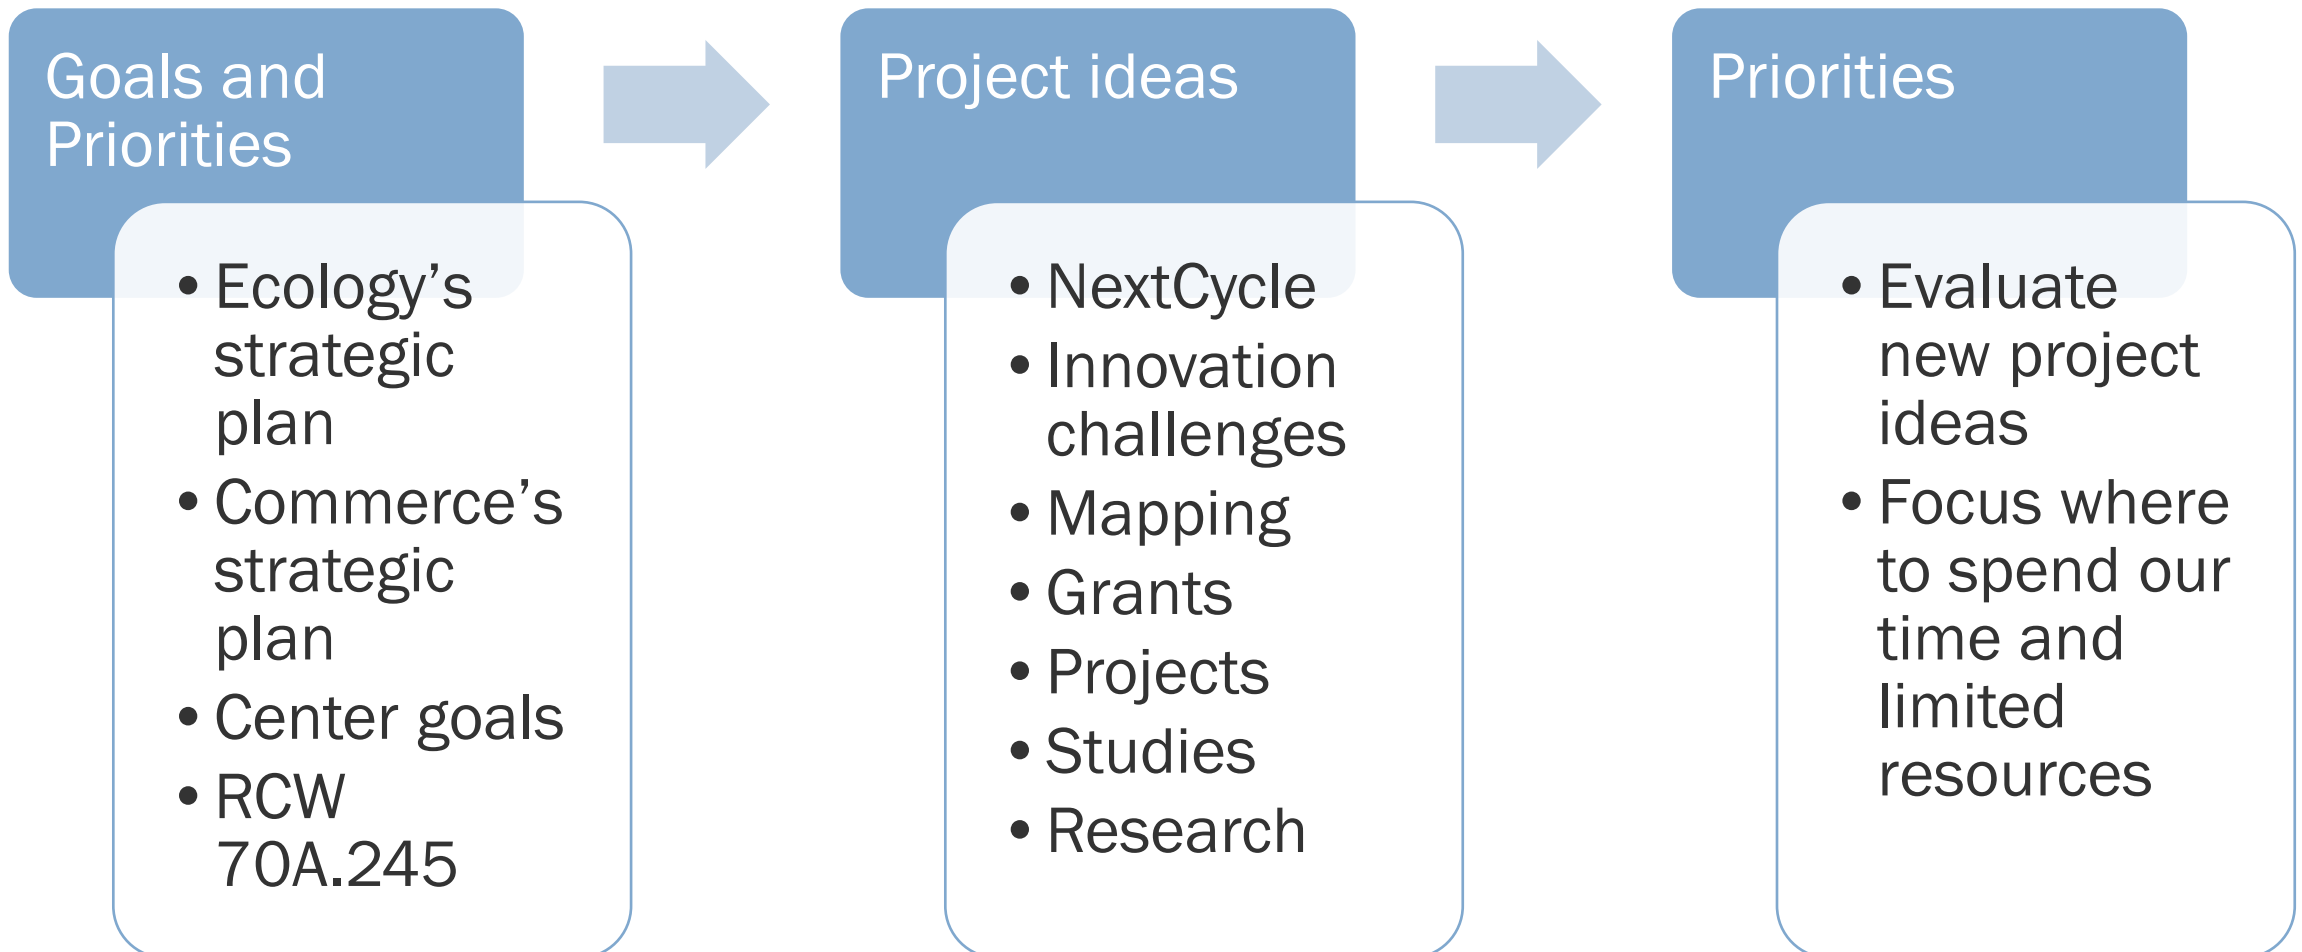 Goals and
Priorities
• Ecology’s
strategic
plan
• Commerce’s
strategic
plan
• Center goals
• RCW
70A.245
Project ideas
• NextCycle
• Innovation
challenges
• Mapping
• Grants
• Projects
• Studies
• Research
Priorities
• Evaluate
new project
ideas
• Focus where
to spend our
time and
limited
resources